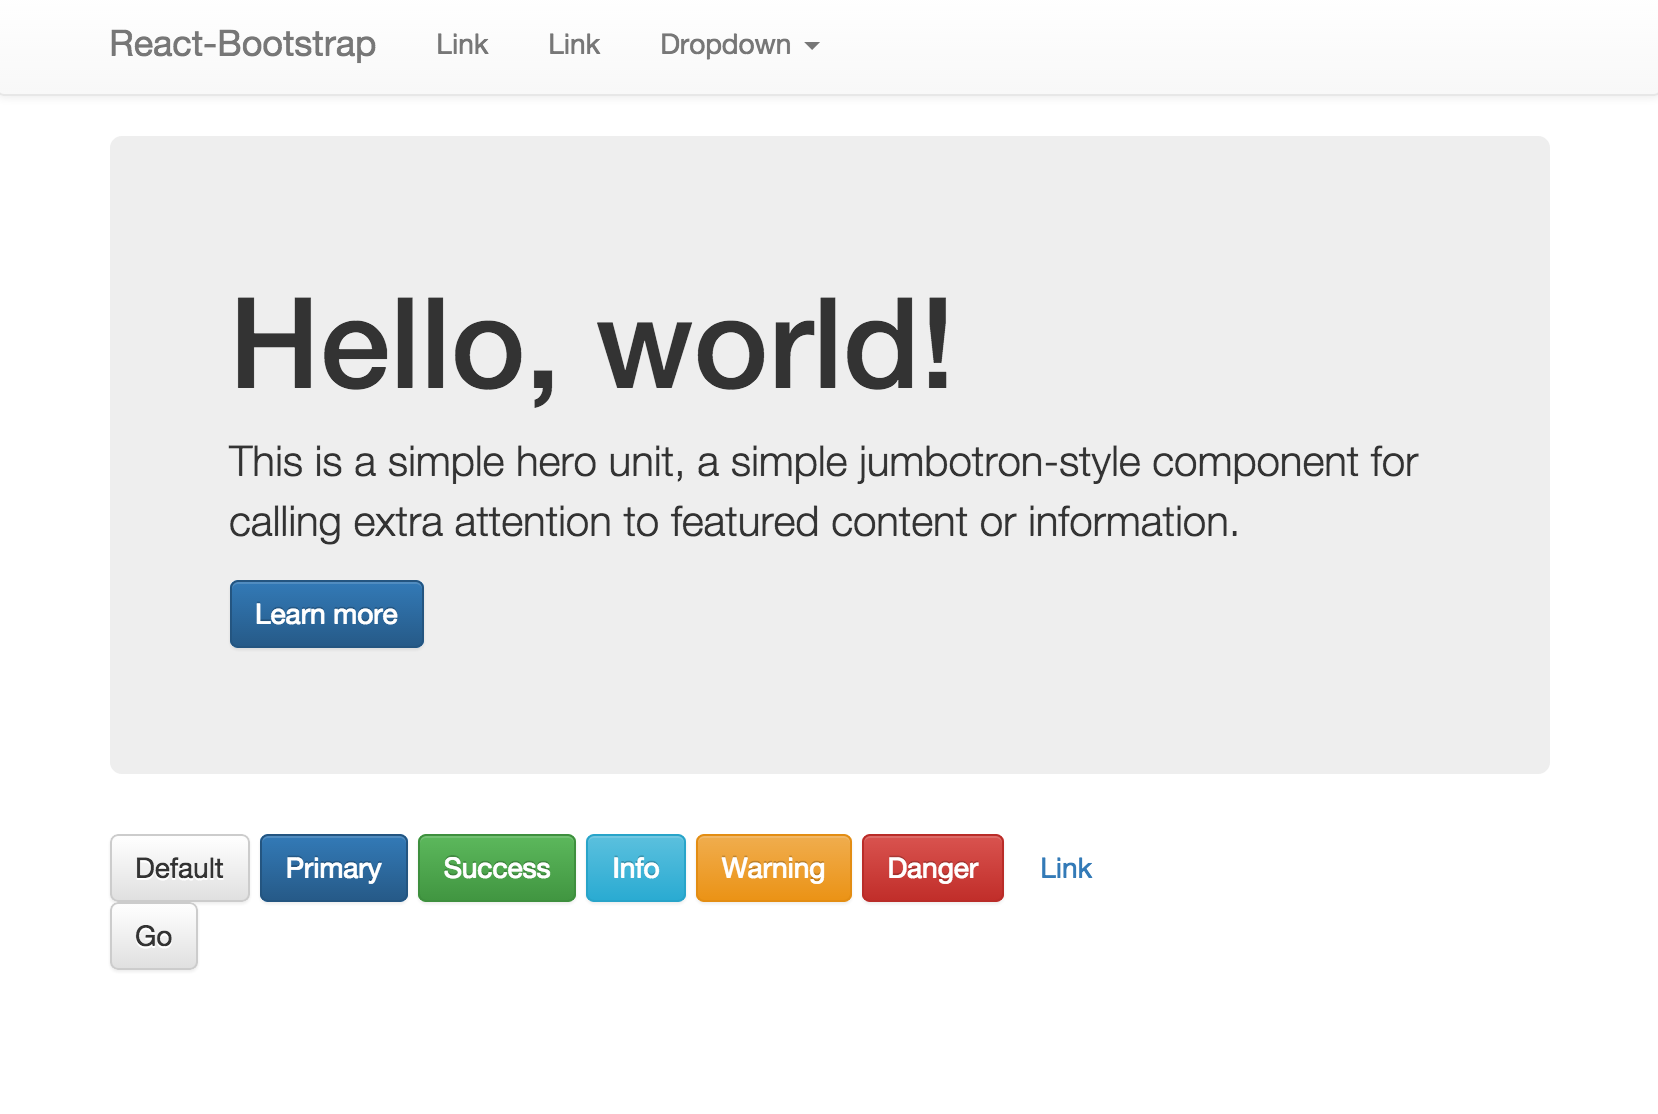 React-Bootstrap Link Link Dropdown
Hello, world!
This is a simple hero unit, a simple jumbotron-style component for
calling extra attention to featured content or information.
Learn more
Default Primary Success Info Warning Danger Link
Go